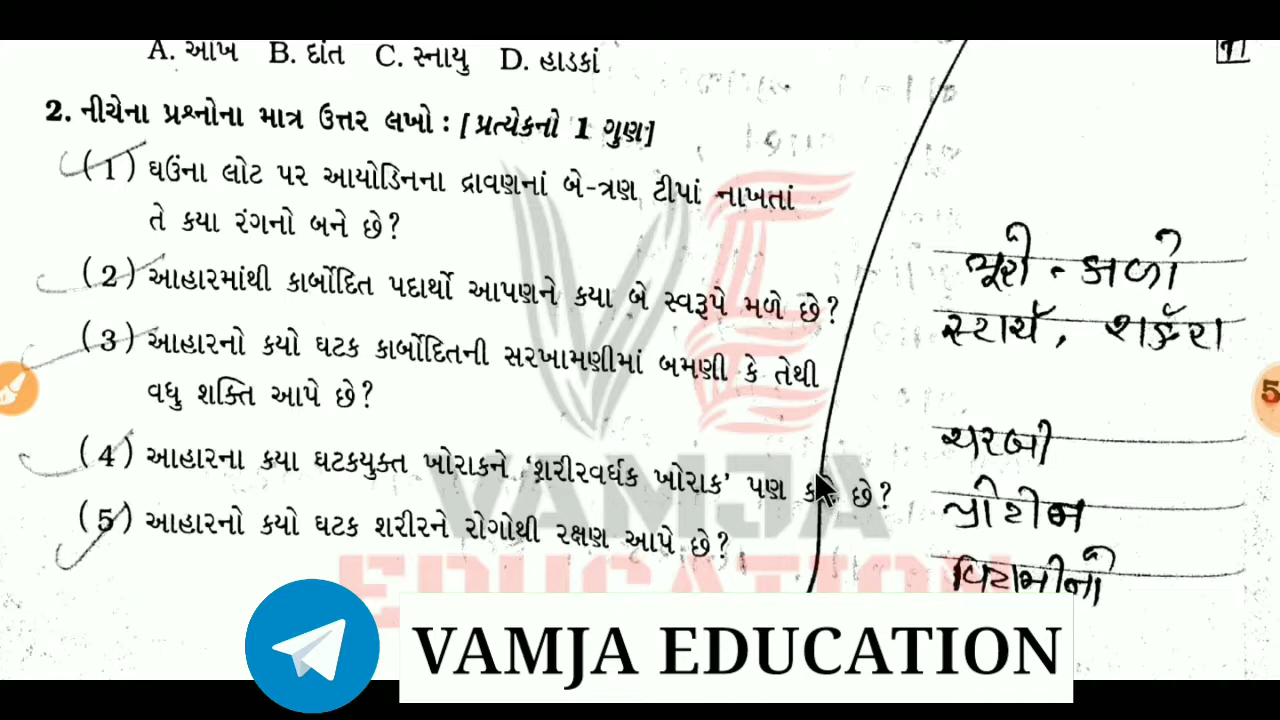 A. આંખ B. દાંત C. સ્નાયુ D. હાડકાં
2. નીચેના પ્રશ્નોના માત્ર ઉત્તર લખો : [પ્રત્યેકનો 1 ગુણ]
(1) ઘઉંના લોટ પર આયોડિનના દ્રાવણનાં બે-ત્રણ ટીપાં નાખતાં
તે કયા રંગનો બને છે?
ભૂરો - કાળો
(2) આહારમાંથી કાર્બોદિત પદાર્થો આપણને કયા બે સ્વરૂપે મળે છે?
સ્ટાર્ચ, શર્કરા
(3) આહારનો કયો ઘટક કાર્બોદિતની સરખામણીમાં બમણી કે તેથી
વધુ શક્તિ આપે છે?
ચરબી
(4) આહારના કયા ઘટકયુક્ત ખોરાકને ‘શરીરવર્ધક ખોરાક’ પણ છે?
પ્રોટીન
(5) આહારનો કયો ઘટક શરીરને રોગોથી રક્ષણ આપે છે?
વિટામીનો
5
VAMJA
EDUCATION
VAMJA EDUCATION